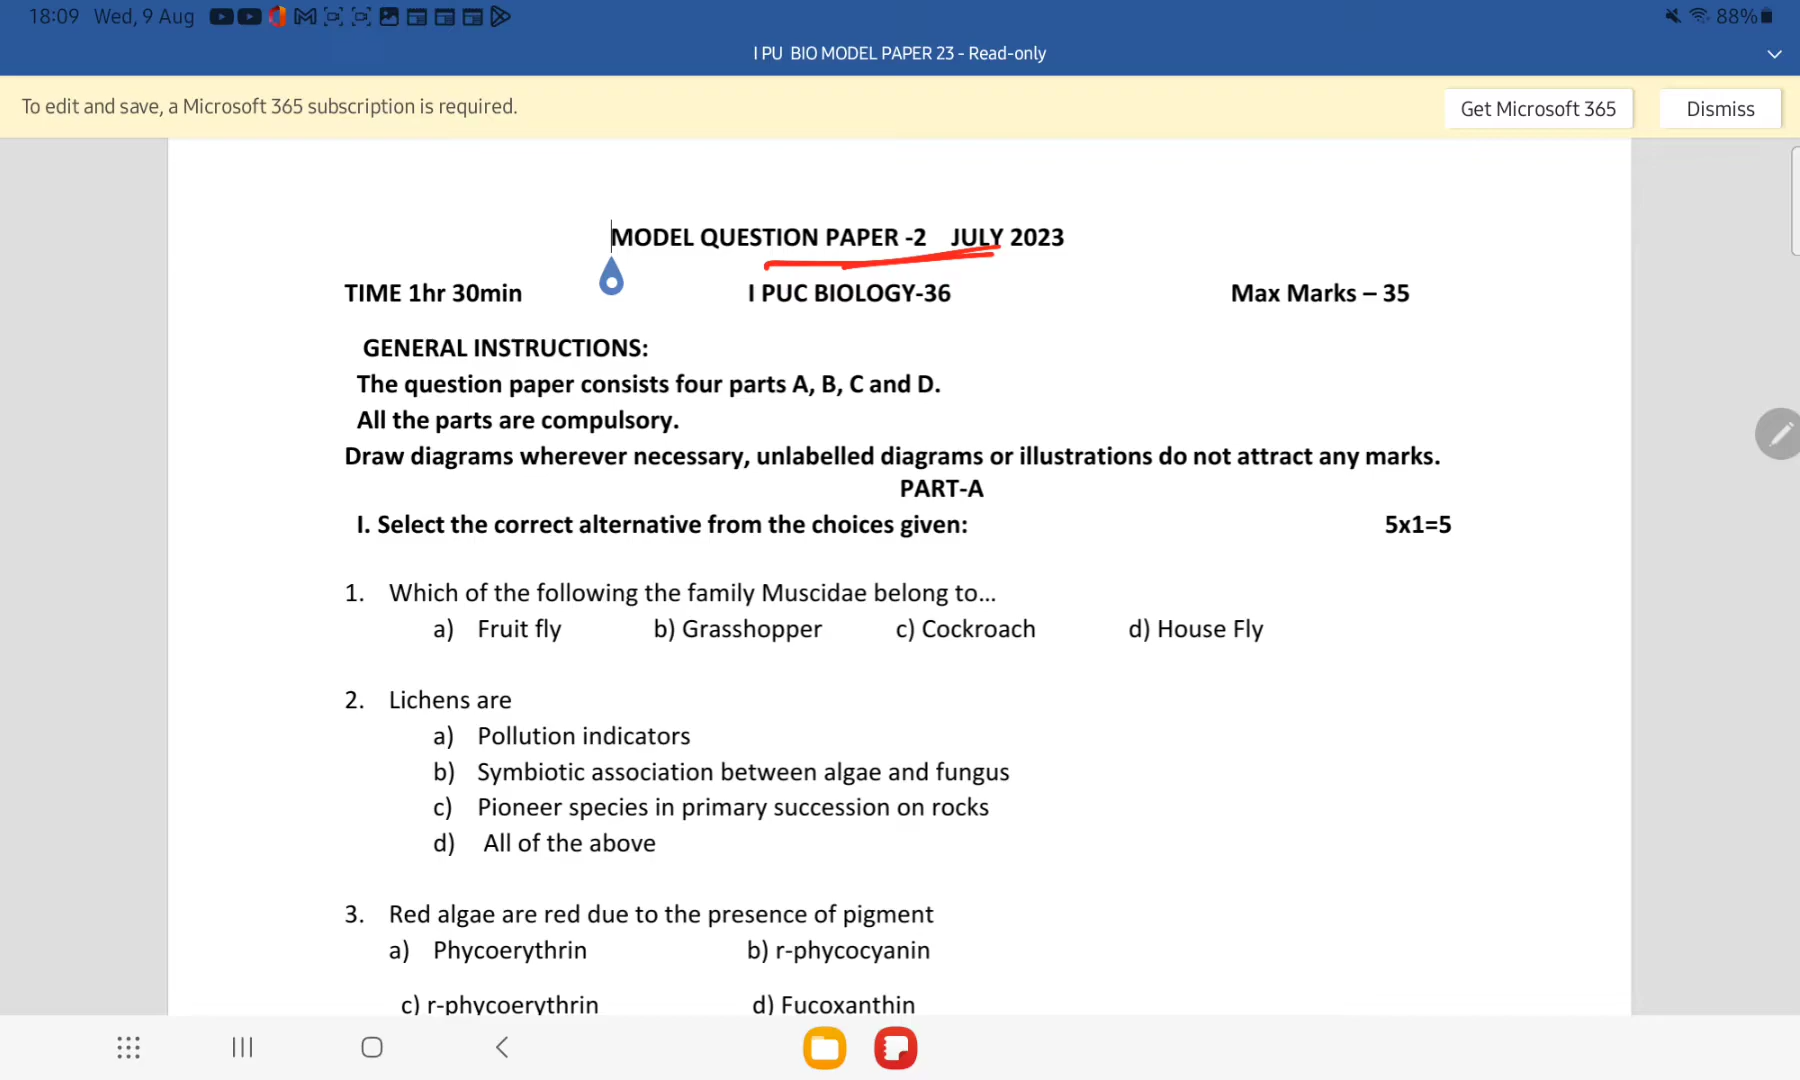 18:09 Wed, 9 Aug 88%
I PU BIO MODEL PAPER 23 - Read-only
To edit and save, a Microsoft 365 subscription is required. Get Microsoft 365 Dismiss
MODEL QUESTION PAPER -2 JULY 2023
TIME 1hr 30min I PUC BIOLOGY-36 Max Marks – 35
GENERAL INSTRUCTIONS:
The question paper consists four parts A, B, C and D.
All the parts are compulsory.
Draw diagrams wherever necessary, unlabelled diagrams or illustrations do not attract any marks.
PART-A
I. Select the correct alternative from the choices given: 5x1=5
1. Which of the following the family Muscidae belong to...
a) Fruit fly b) Grasshopper c) Cockroach d) House Fly
2. Lichens are
a) Pollution indicators
b) Symbiotic association between algae and fungus
c) Pioneer species in primary succession on rocks
d) All of the above
3. Red algae are red due to the presence of pigment
a) Phycoerythrin b) r-phycocyanin
c) r-phycoerythrin d) Fucoxanthin